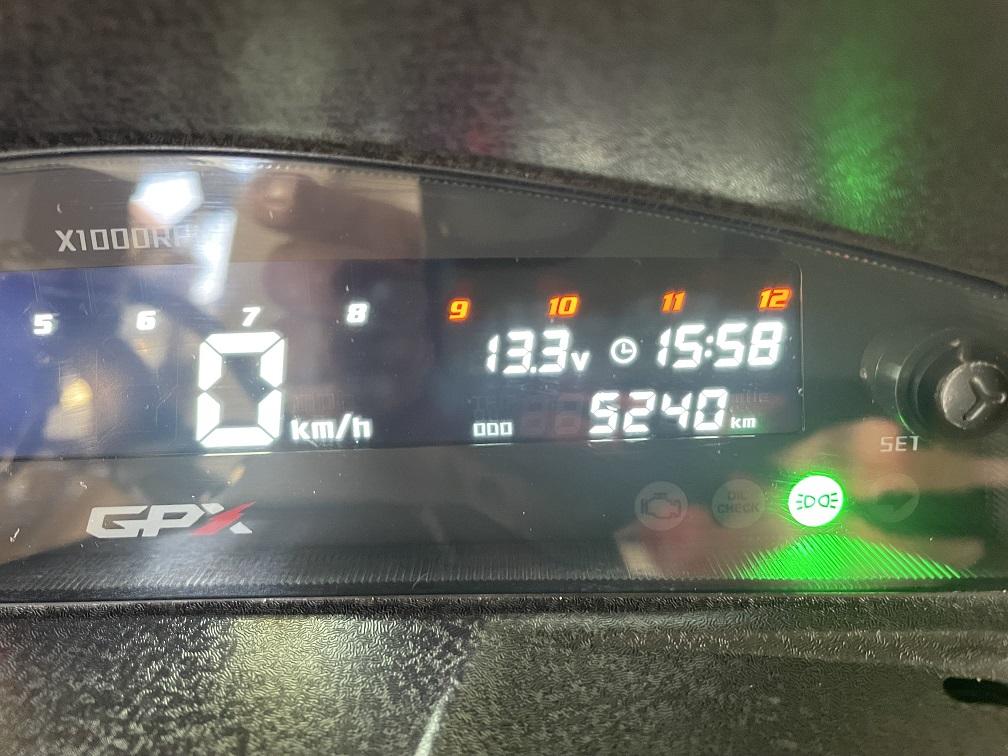 X1000RP
5 6 7 8 9 10 11 12
13.3v 15:58
0 km/h
ODO 5240 km
SET
GPX
OIL CHECK